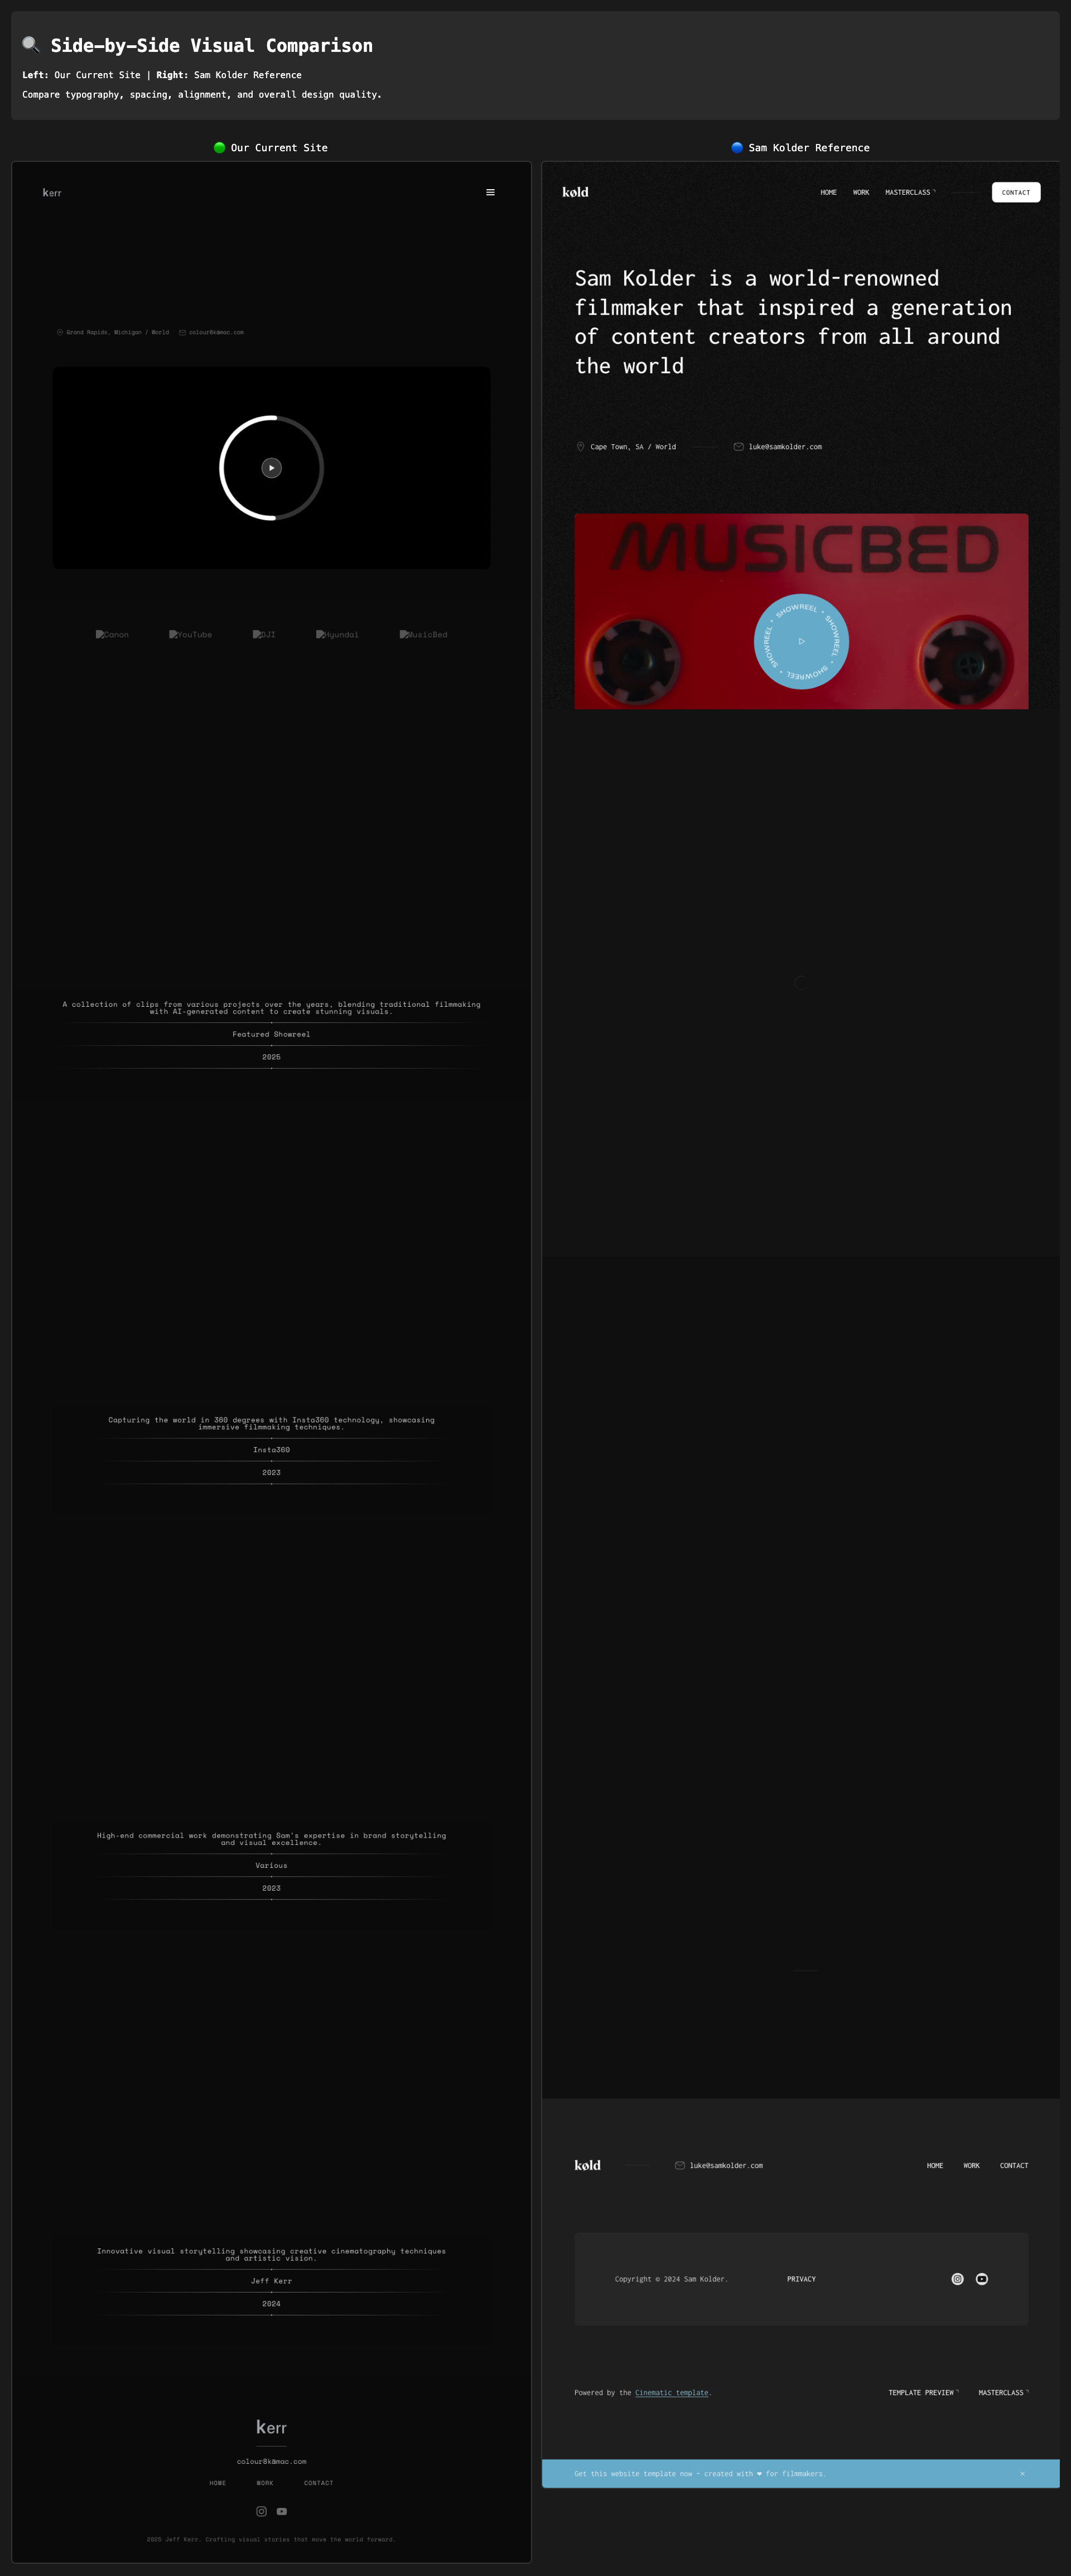 🔍 Side-by-Side Visual Comparison
Left: Our Current Site | Right: Sam Kolder Reference
Compare typography, spacing, alignment, and overall design quality.
🟢 Our Current Site
kerr
Grand Rapids, Michigan / World
colour8k@mac.com
Canon
YouTube
DJI
Hyundai
MusicBed
A collection of clips from various projects over the years, blending traditional filmmaking
with AI-generated content to create stunning visuals.
Featured Showreel
2025
Capturing the world in 360 degrees with Insta360 technology, showcasing
immersive filmmaking techniques.
Insta360
2023
High-end commercial work demonstrating Sam's expertise in brand storytelling
and visual excellence.
Various
2023
Innovative visual storytelling showcasing creative cinematography techniques
and artistic vision.
Jeff Kerr
2024
kerr
colour8k@mac.com
HOME WORK CONTACT
2025 Jeff Kerr. Crafting visual stories that move the world forward.
🔵 Sam Kolder Reference
køld
HOME WORK MASTERCLASS
CONTACT
Sam Kolder is a world-renowned
filmmaker that inspired a generation
of content creators from all around
the world
Cape Town, SA / World
luke@samkolder.com
MUSICBED
SHOWREEL • SHOWREEL • SHOWREEL • SHOWREEL •
køld
luke@samkolder.com
HOME WORK CONTACT
Copyright © 2024 Sam Kolder.
PRIVACY
Powered by the Cinematic template.
TEMPLATE PREVIEW
MASTERCLASS
Get this website template now – created with ❤ for filmmakers.
×